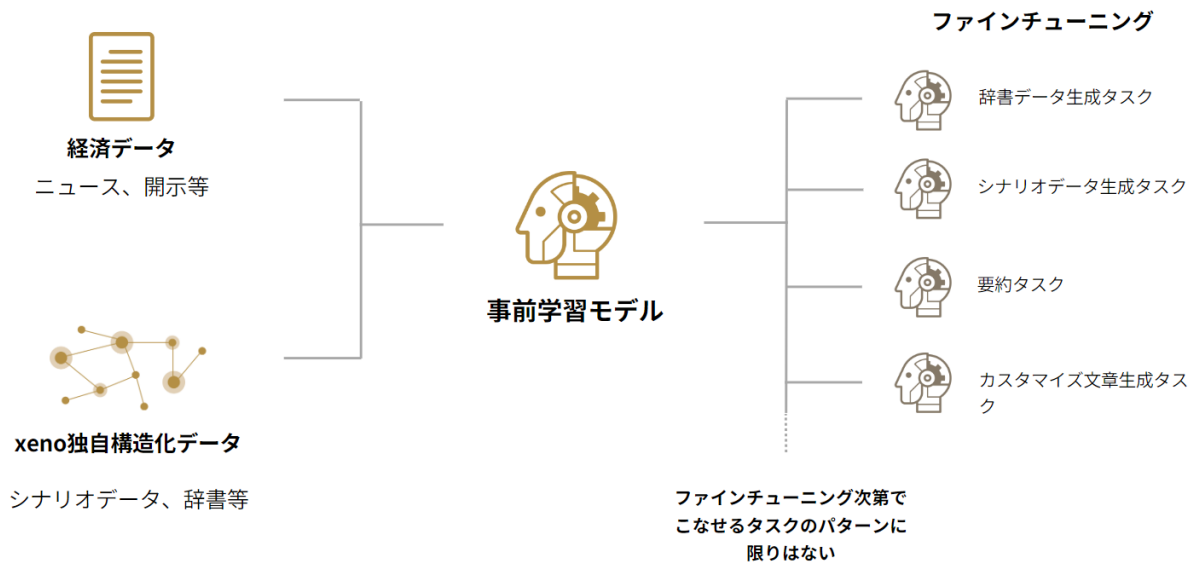 経済データ
ニュース、開示等
xeno独自構造化データ
シナリオデータ、辞書等
事前学習モデル
ファインチューニング
辞書データ生成タスク
シナリオデータ生成タスク
要約タスク
カスタマイズ文章生成タス
ク
ファインチューニング次第で
こなせるタスクのパターンに
限りはない